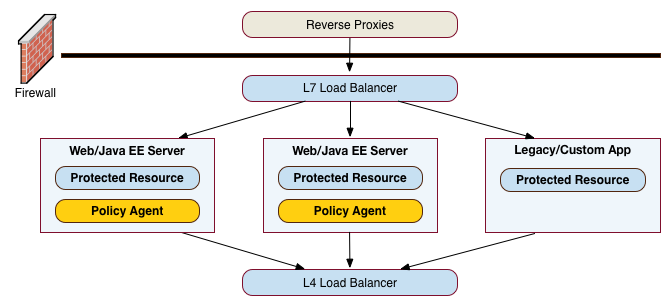 Reverse Proxies
Firewall
L7 Load Balancer
Web/Java EE Server
Protected Resource
Policy Agent
Web/Java EE Server
Protected Resource
Policy Agent
Legacy/Custom App
Protected Resource
L4 Load Balancer